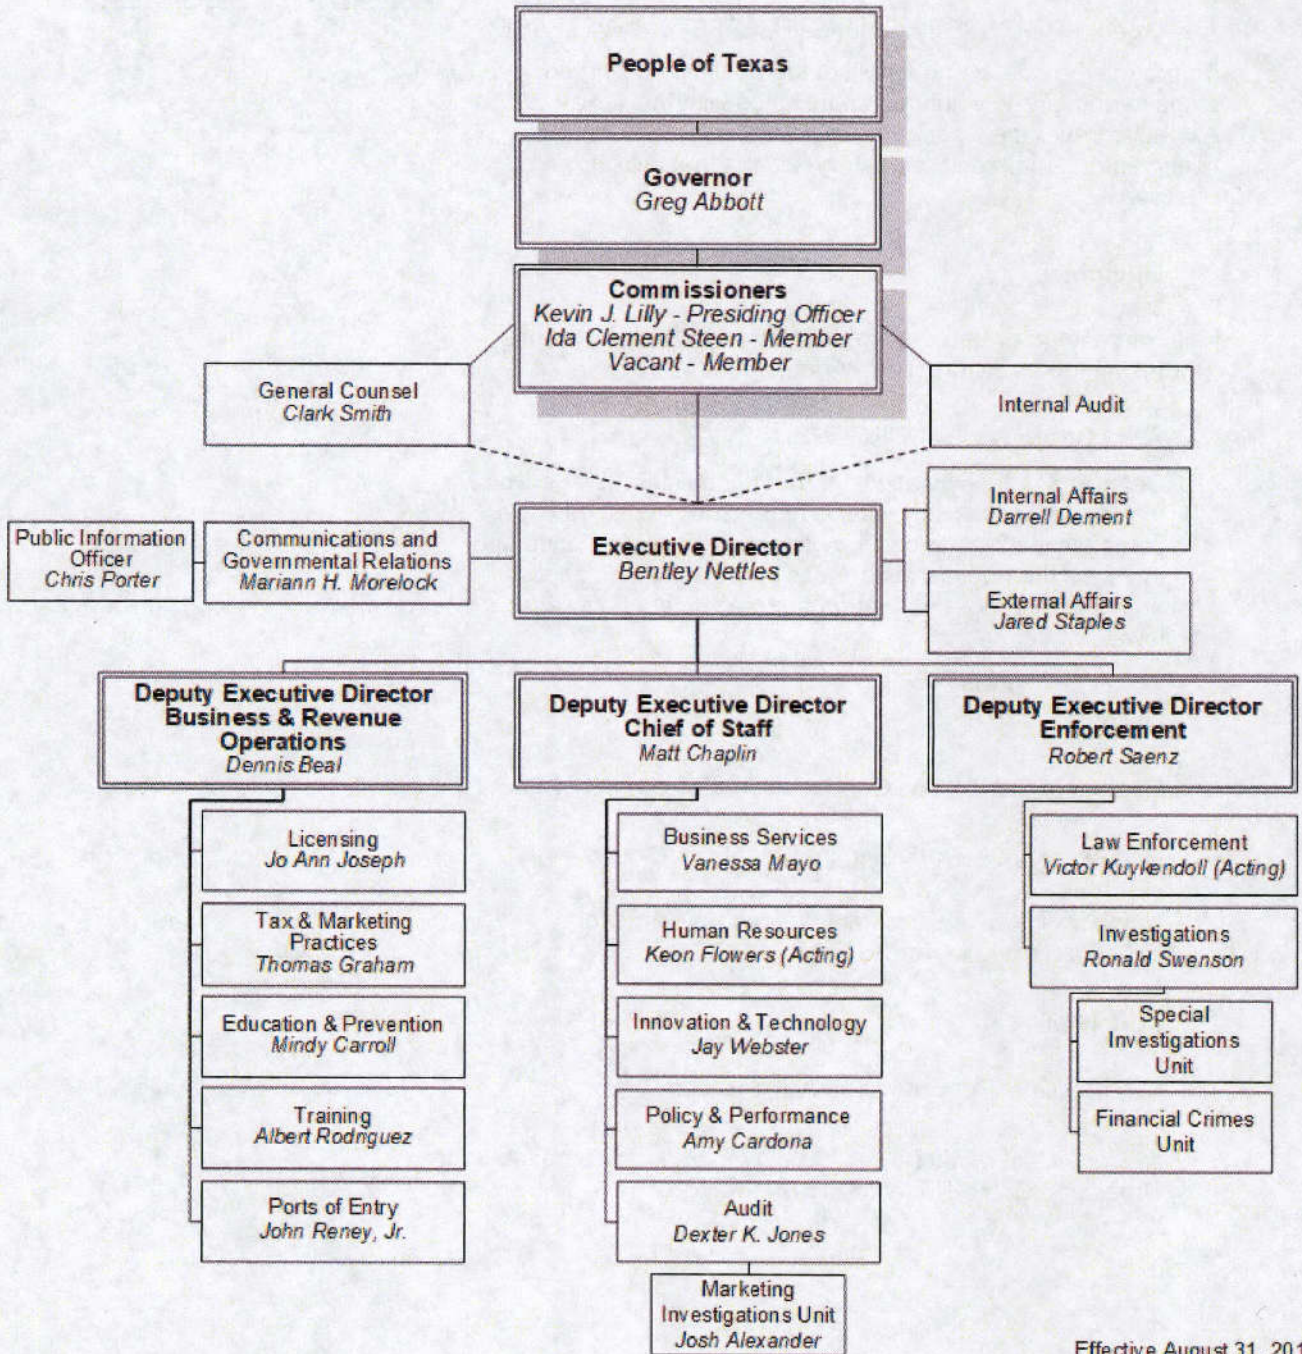 People of Texas
Governor
Greg Abbott
Commissioners
Kevin J. Lilly - Presiding Officer
Ida Clement Steen - Member
Vacant - Member
General Counsel
Clark Smith
Internal Audit
Internal Affairs
Darrell Dement
Public Information
Officer
Chris Porter
Communications and
Governmental Relations
Mariann H. Morelock
Executive Director
Bentley Nettles
External Affairs
Jared Staples
Deputy Executive Director
Business & Revenue
Operations
Dennis Beal
Deputy Executive Director
Chief of Staff
Matt Chaplin
Deputy Executive Director
Enforcement
Robert Saenz
Licensing
Jo Ann Joseph
Tax & Marketing
Practices
Thomas Graham
Education & Prevention
Mindy Carroll
Training
Albert Rodriguez
Ports of Entry
John Reney, Jr.
Business Services
Vanessa Mayo
Human Resources
Keon Flowers (Acting)
Innovation & Technology
Jay Webster
Policy & Performance
Amy Cardona
Audit
Dexter K. Jones
Marketing
Investigations Unit
Josh Alexander
Law Enforcement
Victor Kuykendoll (Acting)
Investigations
Ronald Swenson
Special
Investigations
Unit
Financial Crimes
Unit
Effective August 31, 201